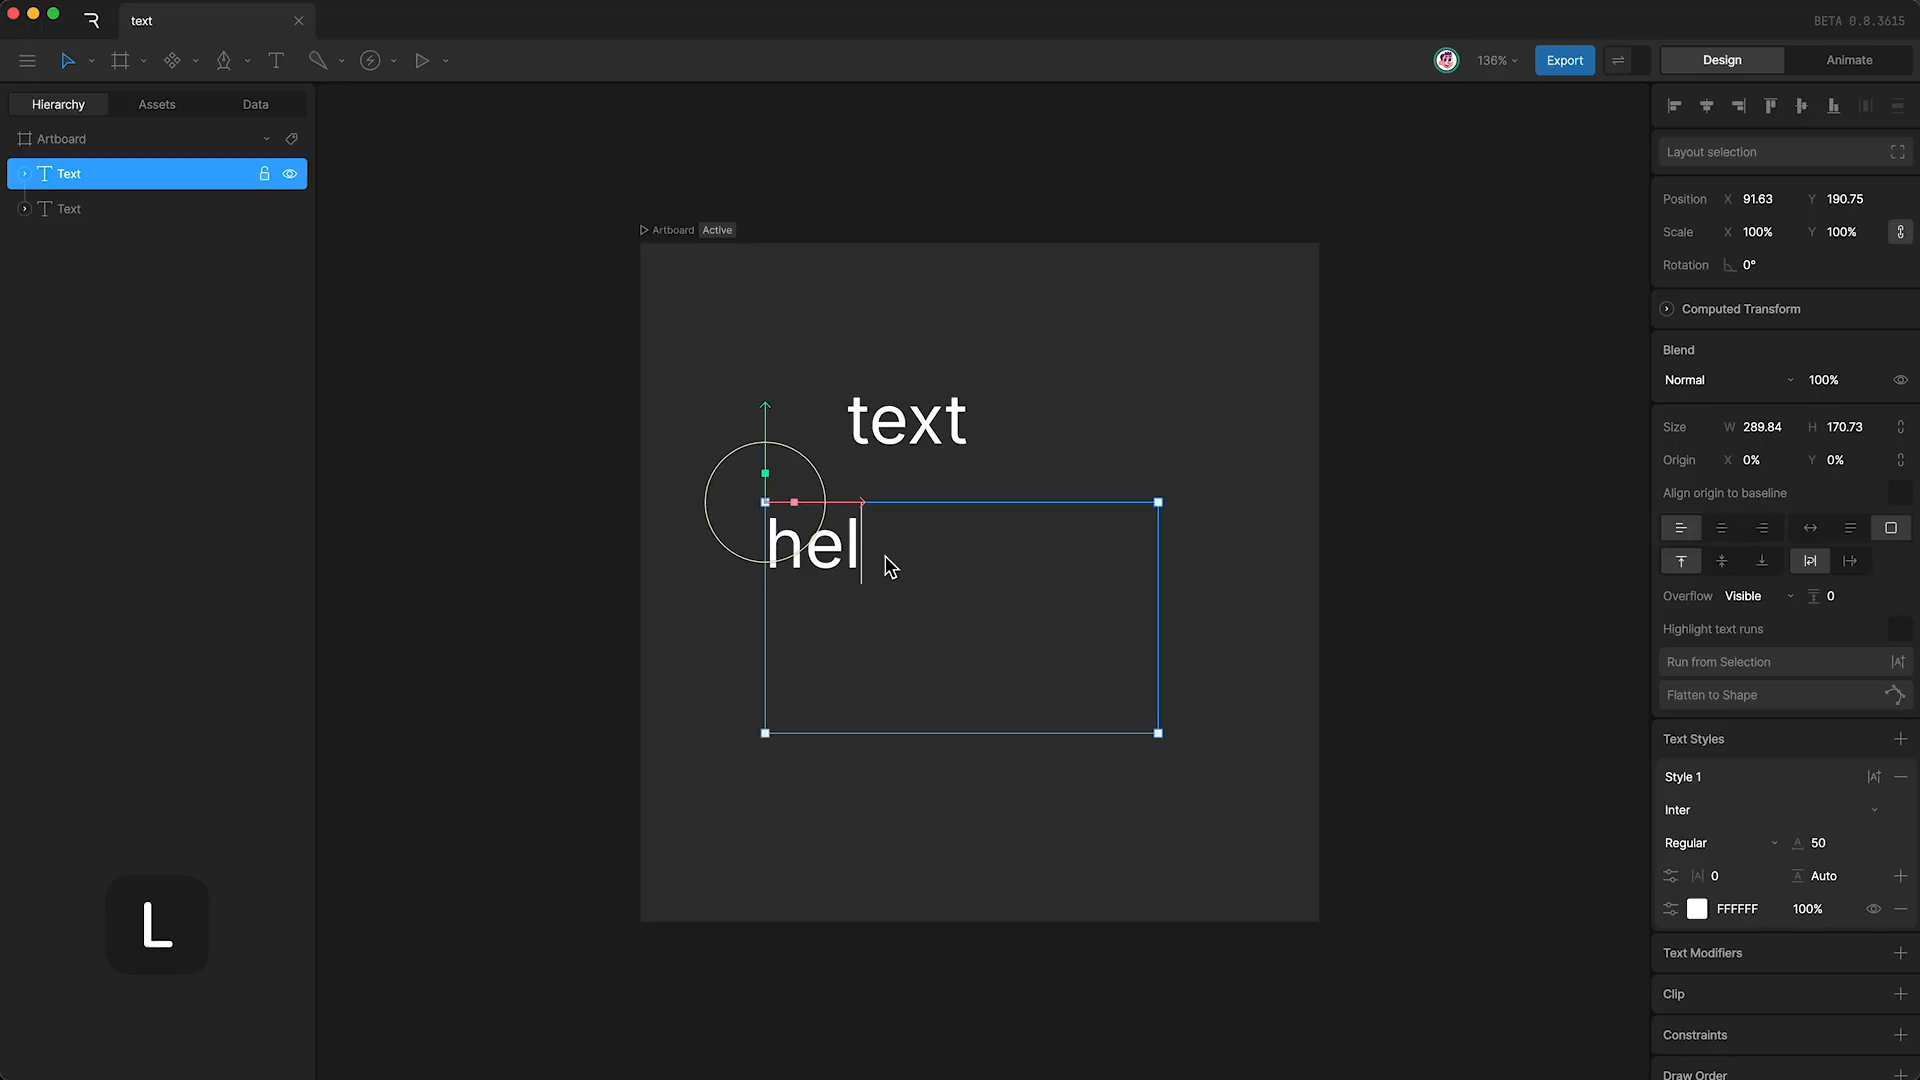 text
BETA 0.8.3615
136%
Export
Design
Animate
Hierarchy
Assets
Data
Artboard
Text
Text
Artboard
Active
text
hel
L
Layout selection
Position X 91.63 Y 190.75
Scale X 100% Y 100%
Rotation 0°
Computed Transform
Blend
Normal 100%
Size W 289.84 H 170.73
Origin X 0% Y 0%
Align origin to baseline
Overflow Visible 0
Highlight text runs
Run from Selection
Flatten to Shape
Text Styles
Style 1
Inter
Regular 50
0 Auto
FFFFFF 100%
Text Modifiers
Clip
Constraints
Draw Order